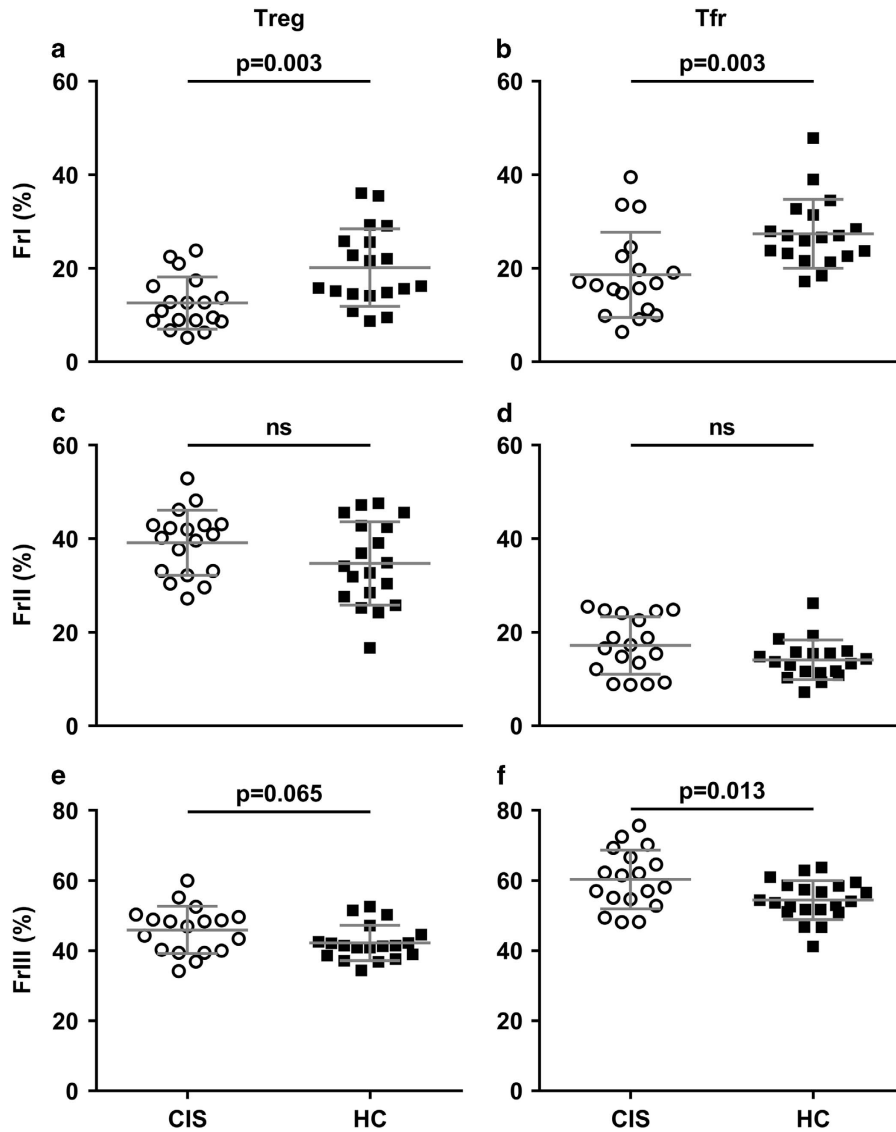 Treg Tfr
a b
p=0.003 p=0.003
60 60
40 40
20 20
0 0
FrI (%)
c d
ns ns
60 60
40 40
20 20
0 0
FrII (%)
e f
p=0.065 p=0.013
80 80
60 60
40 40
20 20
0 0
FrIII (%)
CIS HC CIS HC